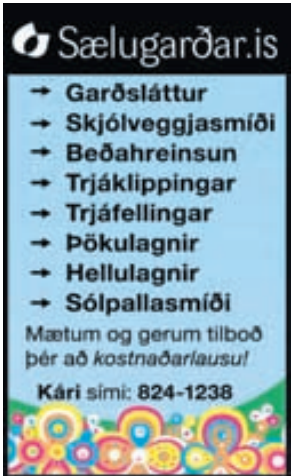 Sælugarðar.is
→ Garðsláttur
→ Skjólveggjasmíði
→ Beðahreinsun
→ Trjáklippingar
→ Trjáfellingar
→ Þökulagnir
→ Hellulagnir
→ Sólpallasmíði
Mætum og gerum tilboð
þér að kostnaðarlausu!
Kári sími: 824-1238